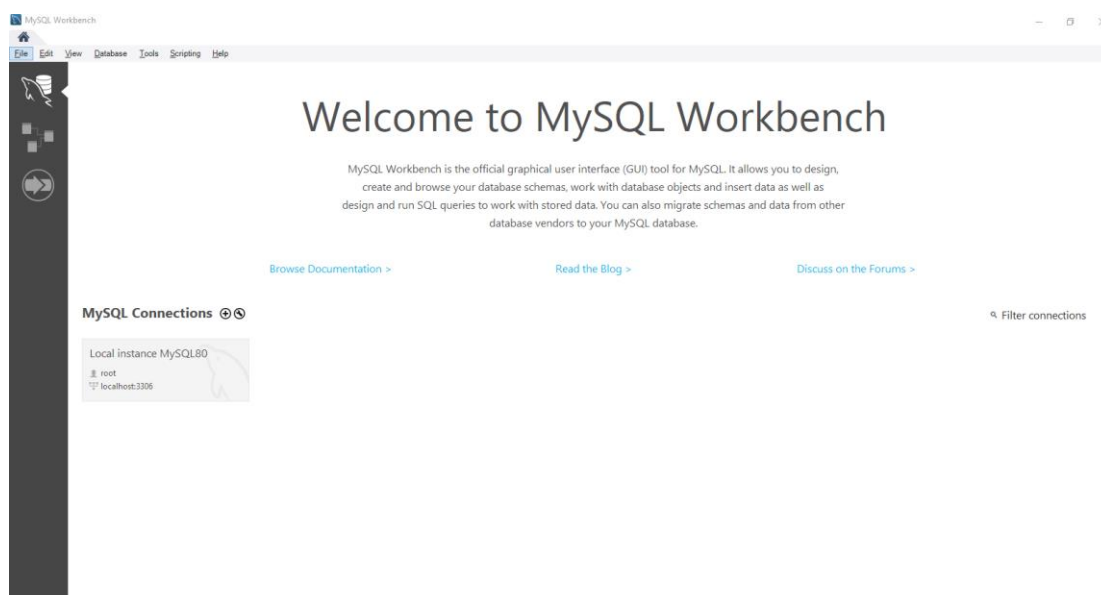 MySQL Workbench
File Edit View Database Tools Scripting Help
Welcome to MySQL Workbench
MySQL Workbench is the official graphical user interface (GUI) tool for MySQL. It allows you to design,
create and browse your database schemas, work with database objects and insert data as well as
design and run SQL queries to work with stored data. You can also migrate schemas and data from other
database vendors to your MySQL database.
Browse Documentation > Read the Blog > Discuss on the Forums >
MySQL Connections Filter connections
Local instance MySQL80
root
localhost:3306